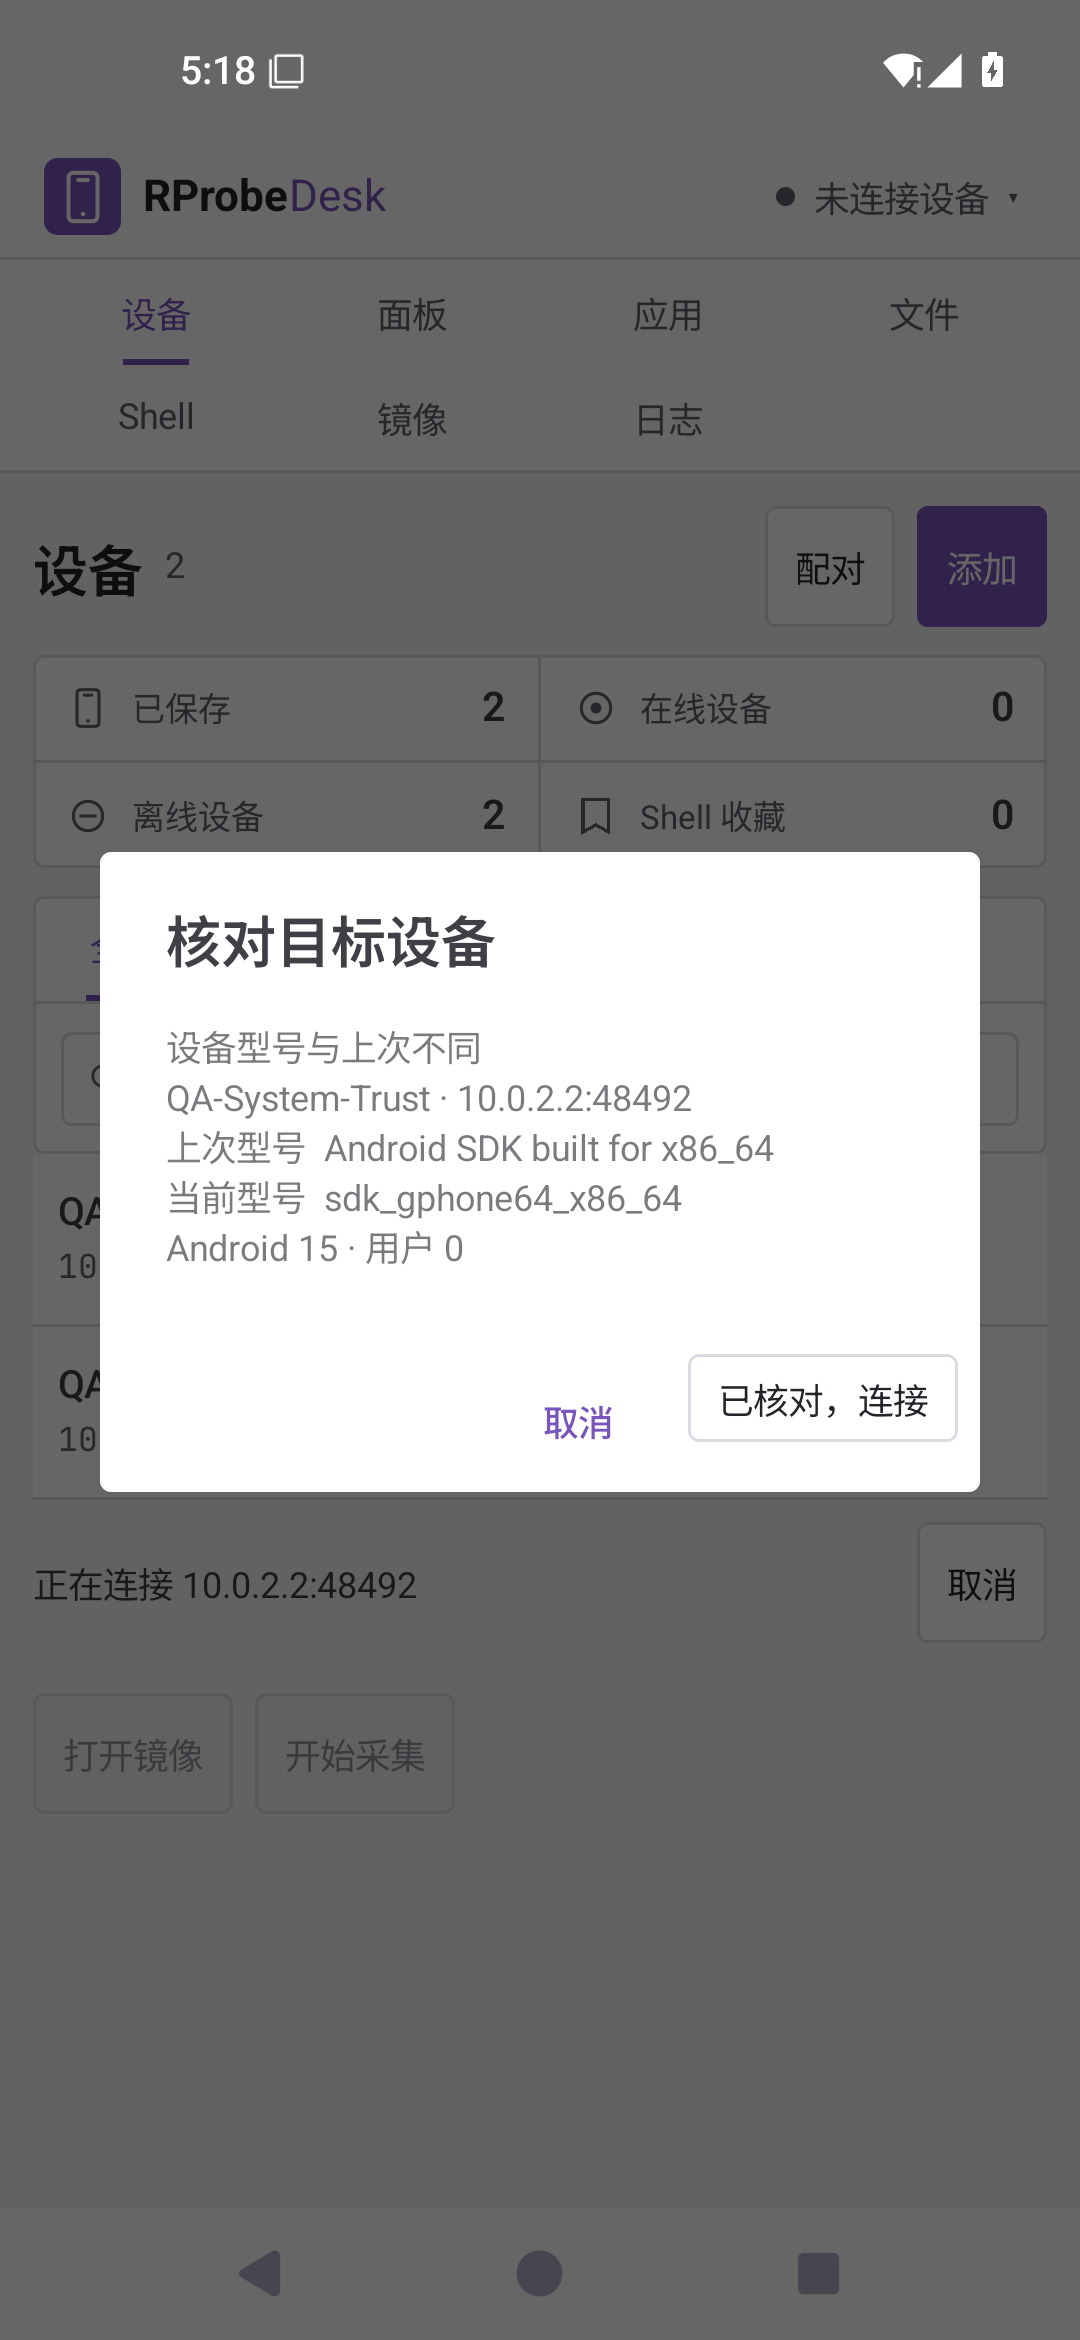 5:18
RProbeDesk
未连接设备
设备 面板 应用 文件
Shell 镜像 日志
设备 2
配对 添加
已保存 2 在线设备 0
离线设备 2 Shell 收藏 0
核对目标设备
设备型号与上次不同
QA-System-Trust · 10.0.2.2:48492
上次型号 Android SDK built for x86_64
当前型号 sdk_gphone64_x86_64
Android 15 · 用户 0
取消 已核对，连接
QA
10
QA
10
正在连接 10.0.2.2:48492
取消
打开镜像 开始采集